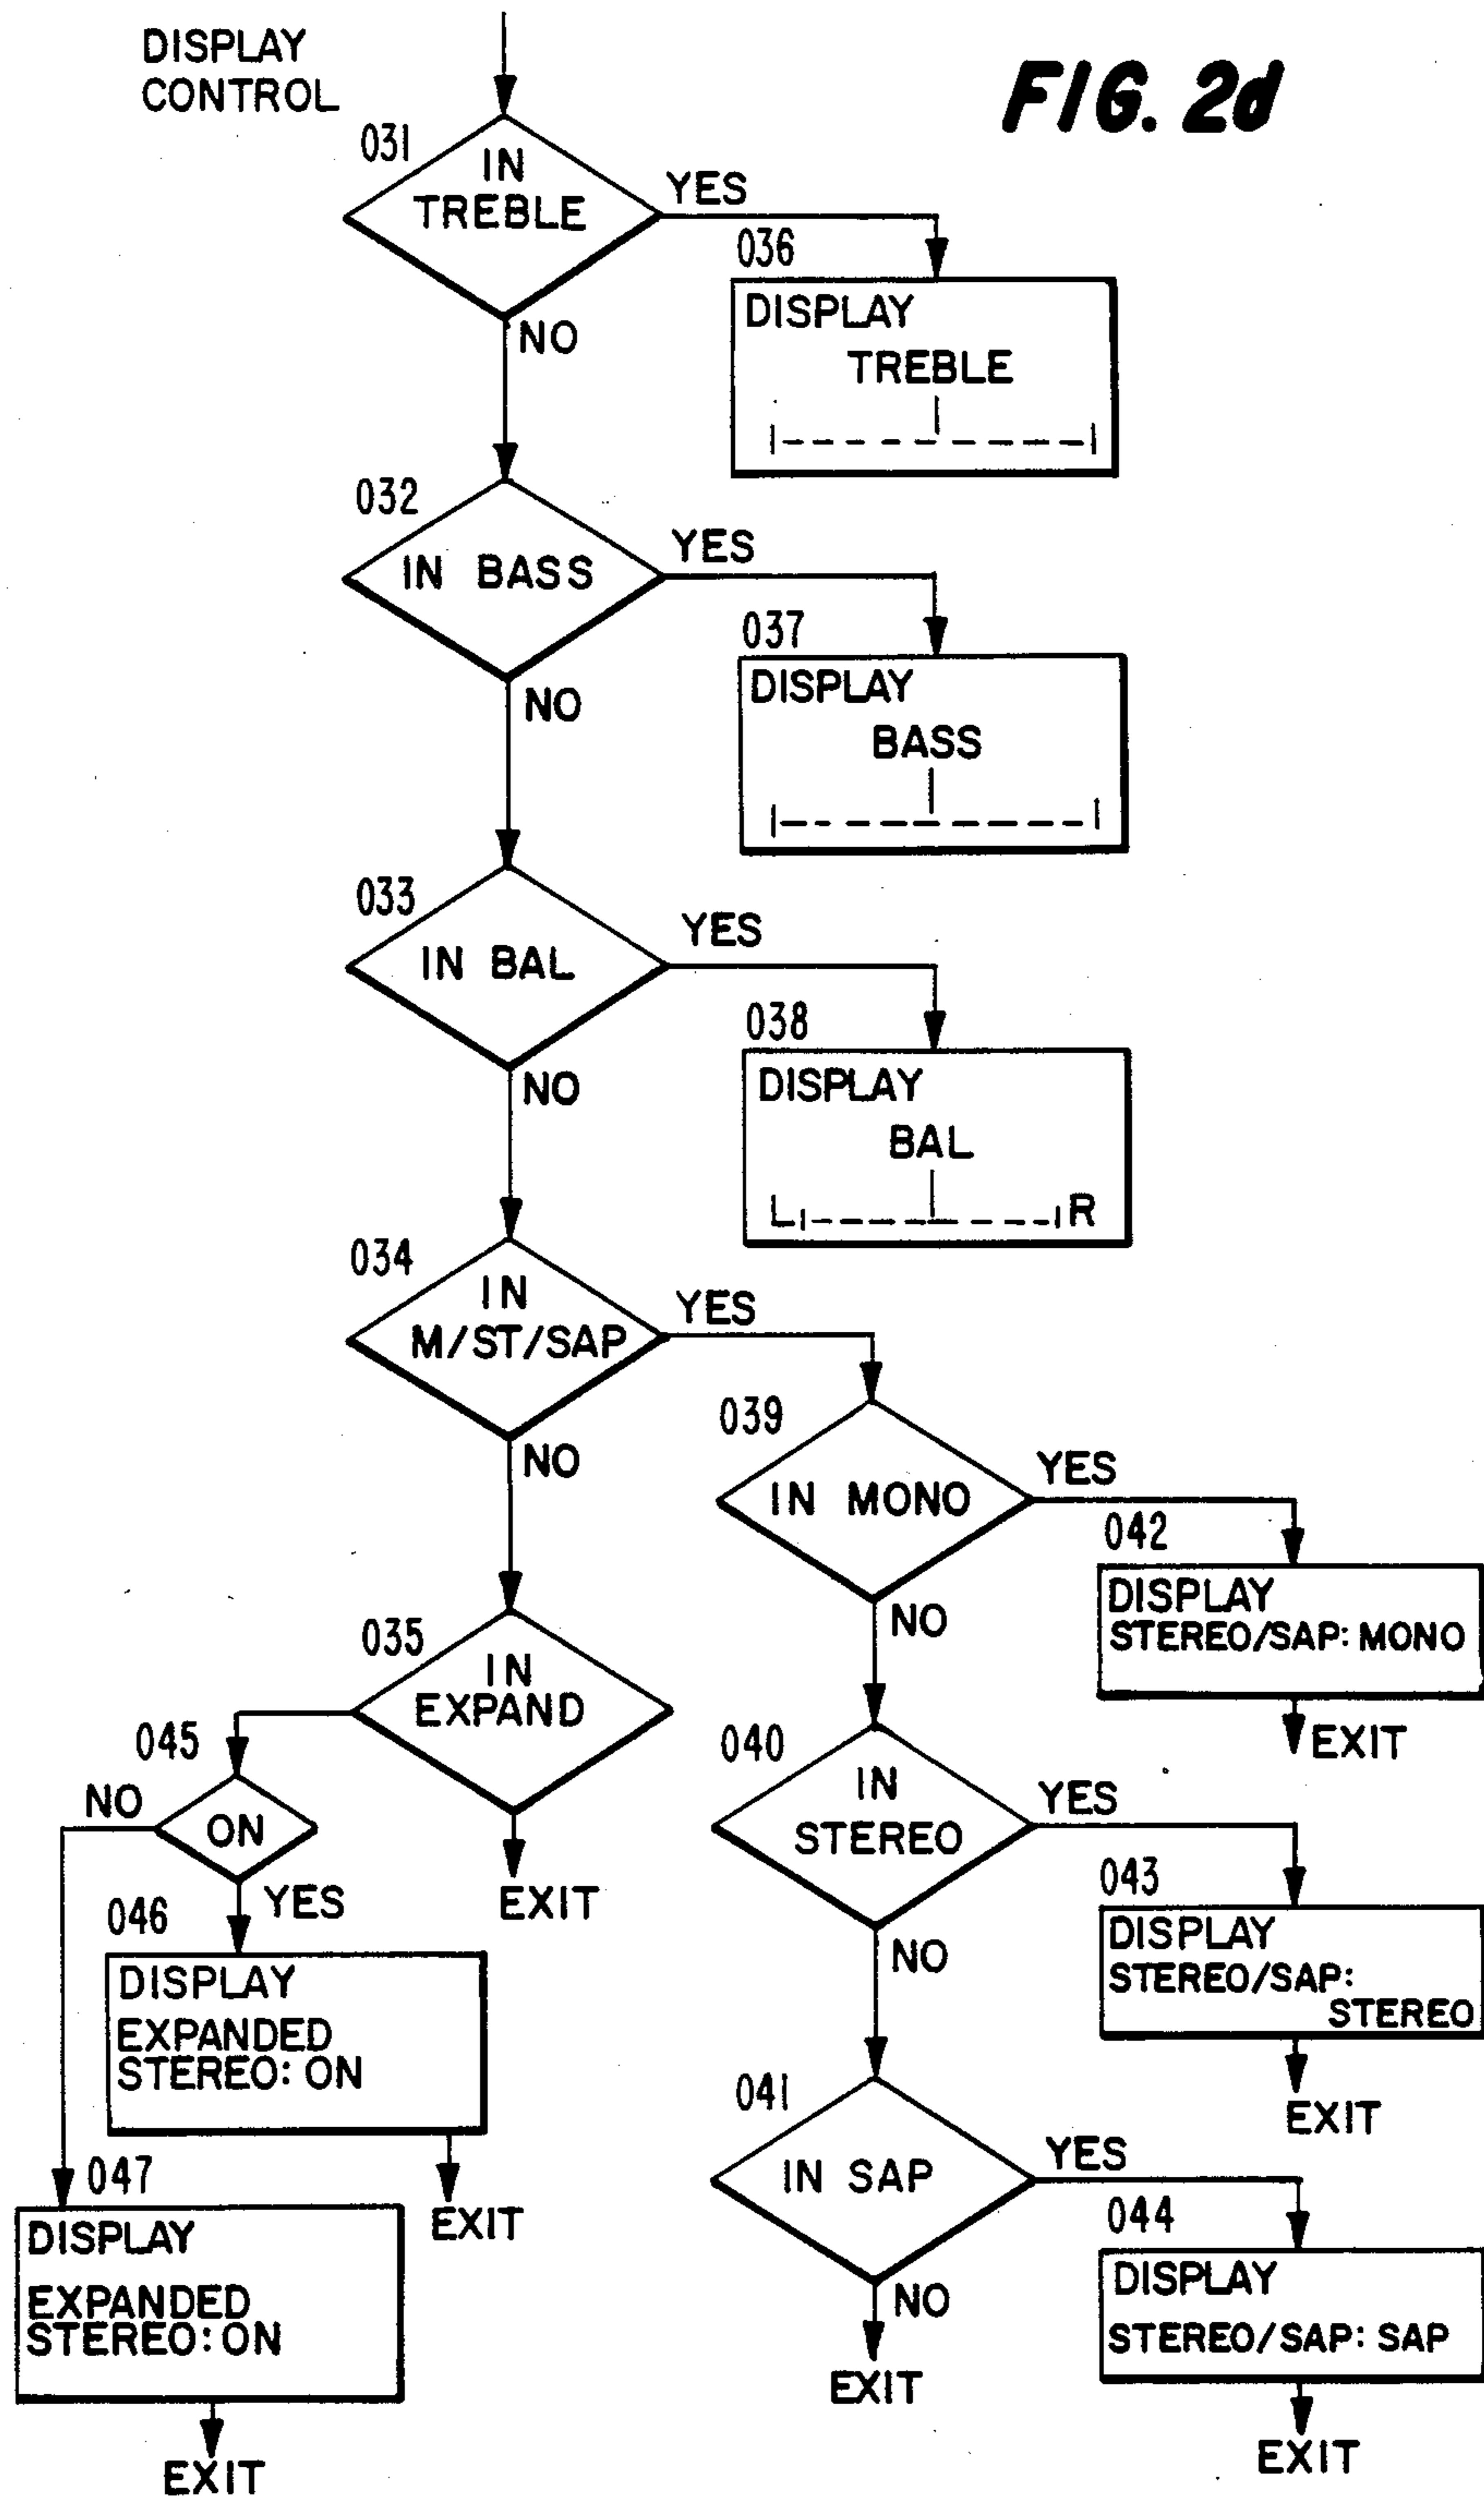 DISPLAY
CONTROL
FIG. 2d
031
IN
TREBLE
YES
NO
036
DISPLAY
TREBLE
032
IN BASS
YES
NO
037
DISPLAY
BASS
033
IN BAL
YES
NO
038
DISPLAY
BAL
L R
034
IN
M/ST/SAP
YES
NO
039
IN MONO
YES
NO
042
DISPLAY
STEREO/SAP: MONO
EXIT
035
IN
EXPAND
EXIT
040
IN
STEREO
YES
NO
043
DISPLAY
STEREO/SAP:
STEREO
EXIT
045
ON
NO
YES
046
DISPLAY
EXPANDED
STEREO: ON
EXIT
047
DISPLAY
EXPANDED
STEREO: ON
EXIT
041
IN SAP
YES
NO
EXIT
044
DISPLAY
STEREO/SAP: SAP
EXIT